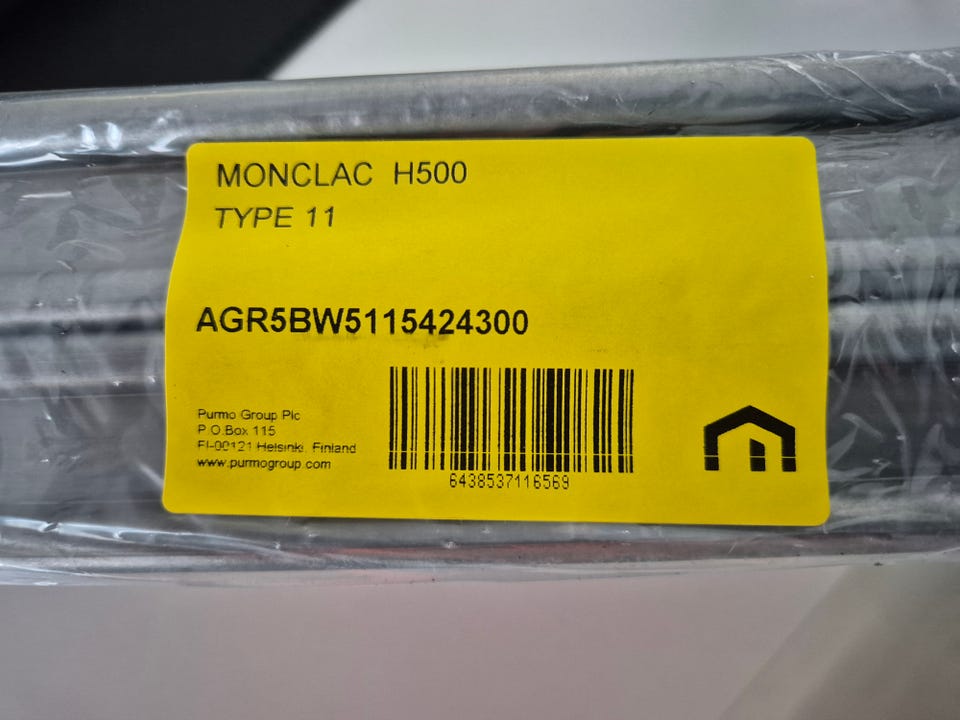 MONCLAC H500
TYPE 11
AGR5BW5115424300
Purmo Group Plc
P.O.Box 115
FI-00121 Helsinki, Finland
www.purmogroup.com
6438537116569